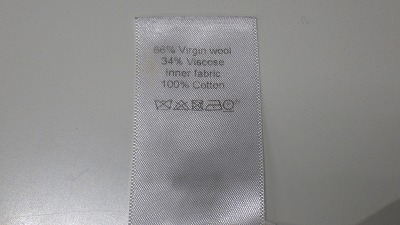 66% Virgin wool
34% Viscose
Inner fabric
100% Cotton